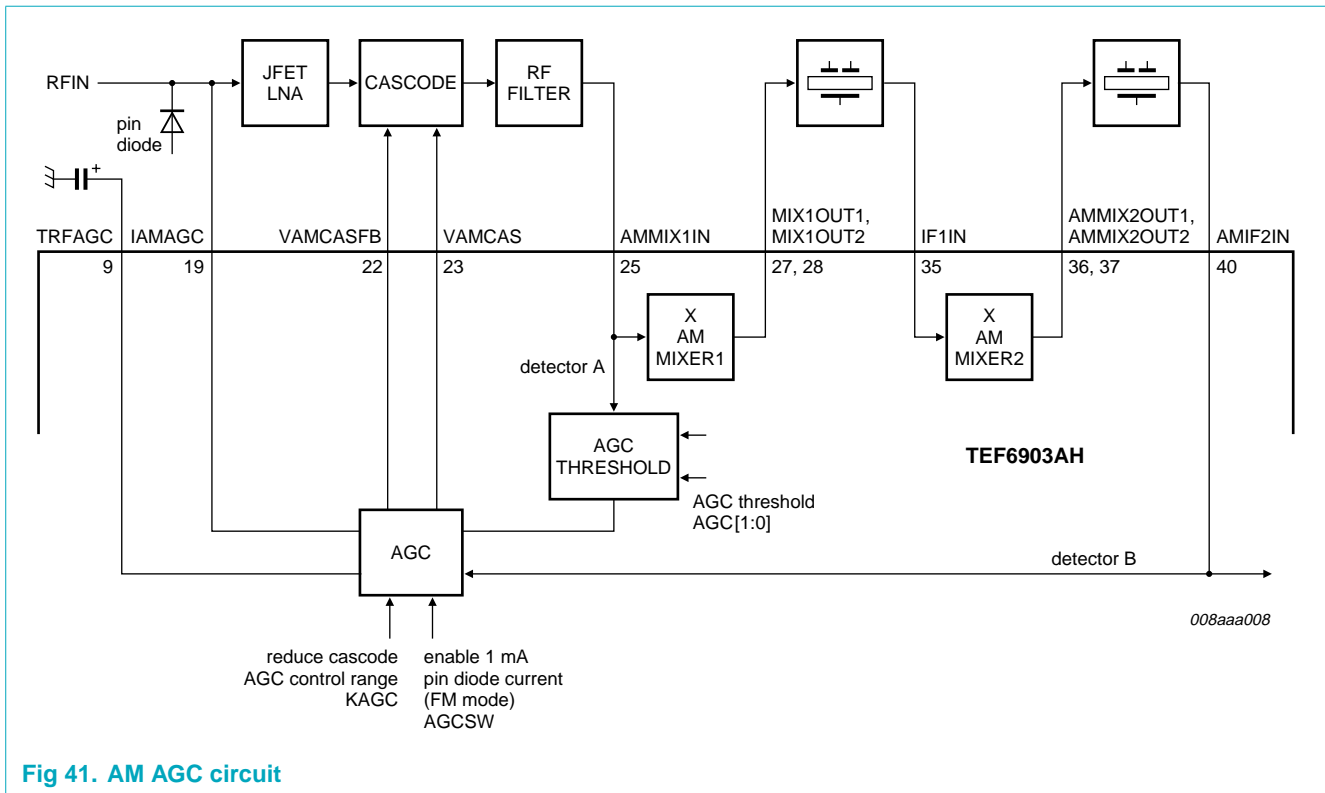 JFET
LNA
CASCODE
RF
FILTER
RFIN
pin
diode
+
TRFAGC
IAMAGC
VAMCASFB
VAMCAS
AMMIX1IN
MIX1OUT1,
MIX1OUT2
IF1IN
AMMIX2OUT1,
AMMIX2OUT2
AMIF2IN
9
19
22
23
25
27, 28
35
36, 37
40
X
AM
MIXER1
X
AM
MIXER2
detector A
AGC
THRESHOLD
TEF6903AH
AGC threshold
AGC[1:0]
AGC
detector B
008aaa008
reduce cascode
AGC control range
KAGC
enable 1 mA
pin diode current
(FM mode)
AGCSW
Fig 41. AM AGC circuit